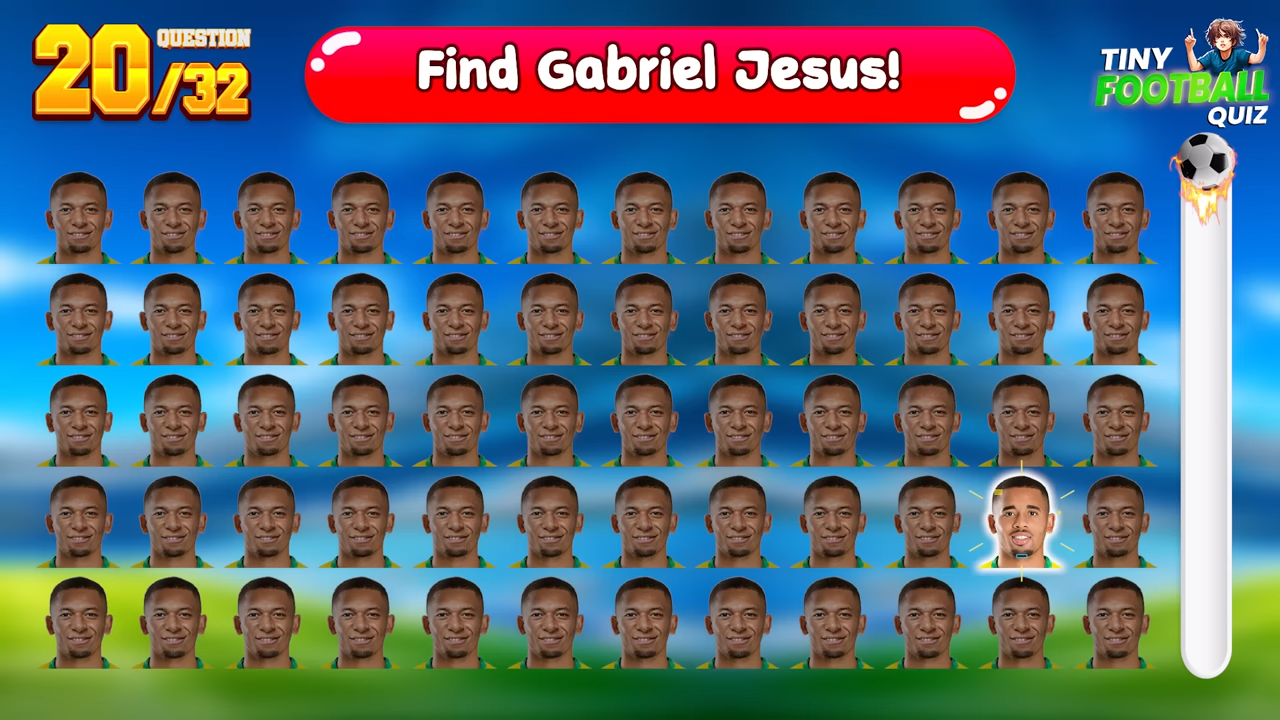 20/32
QUESTION
Find Gabriel Jesus!
TINY
FOOTBALL
QUIZ